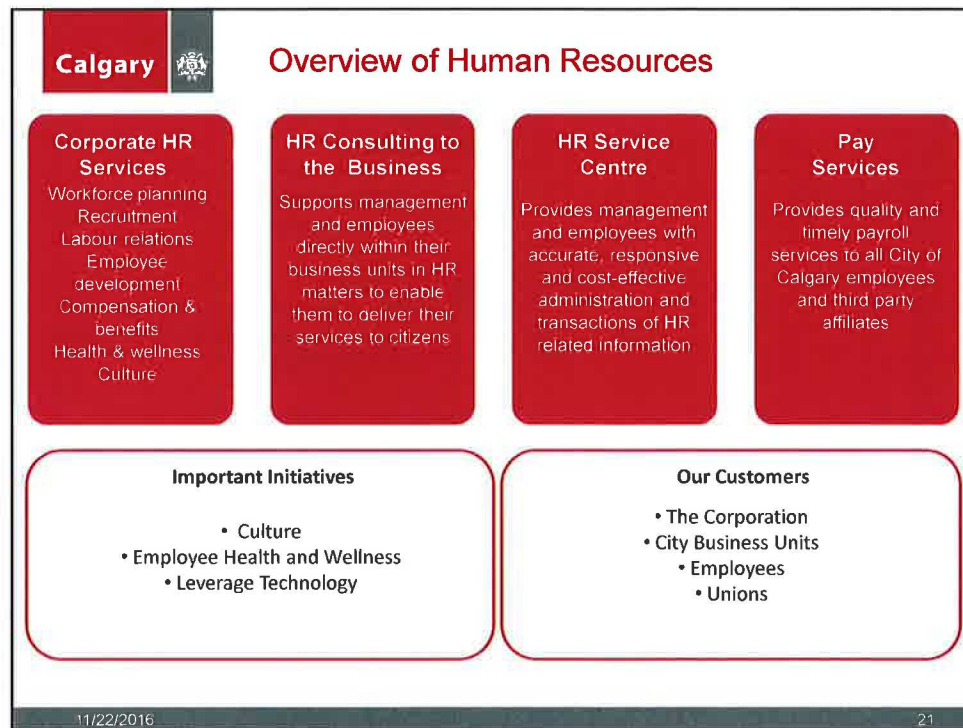 Calgary
Overview of Human Resources
Corporate HR
Services
Workforce planning
Recruitment
Labour relations
Employee
development
Compensation &
benefits
Health & wellness
Culture
HR Consulting to
the Business
Supports management
and employees
directly within their
business units in HR
matters to enable
them to deliver their
services to citizens
HR Service
Centre
Provides management
and employees with
accurate, responsive
and cost-effective
administration and
transactions of HR
related information
Pay
Services
Provides quality and
timely payroll
services to all City of
Calgary employees
and third party
affiliates
Important Initiatives
• Culture
• Employee Health and Wellness
• Leverage Technology
Our Customers
• The Corporation
• City Business Units
• Employees
• Unions
11/22/2016
21